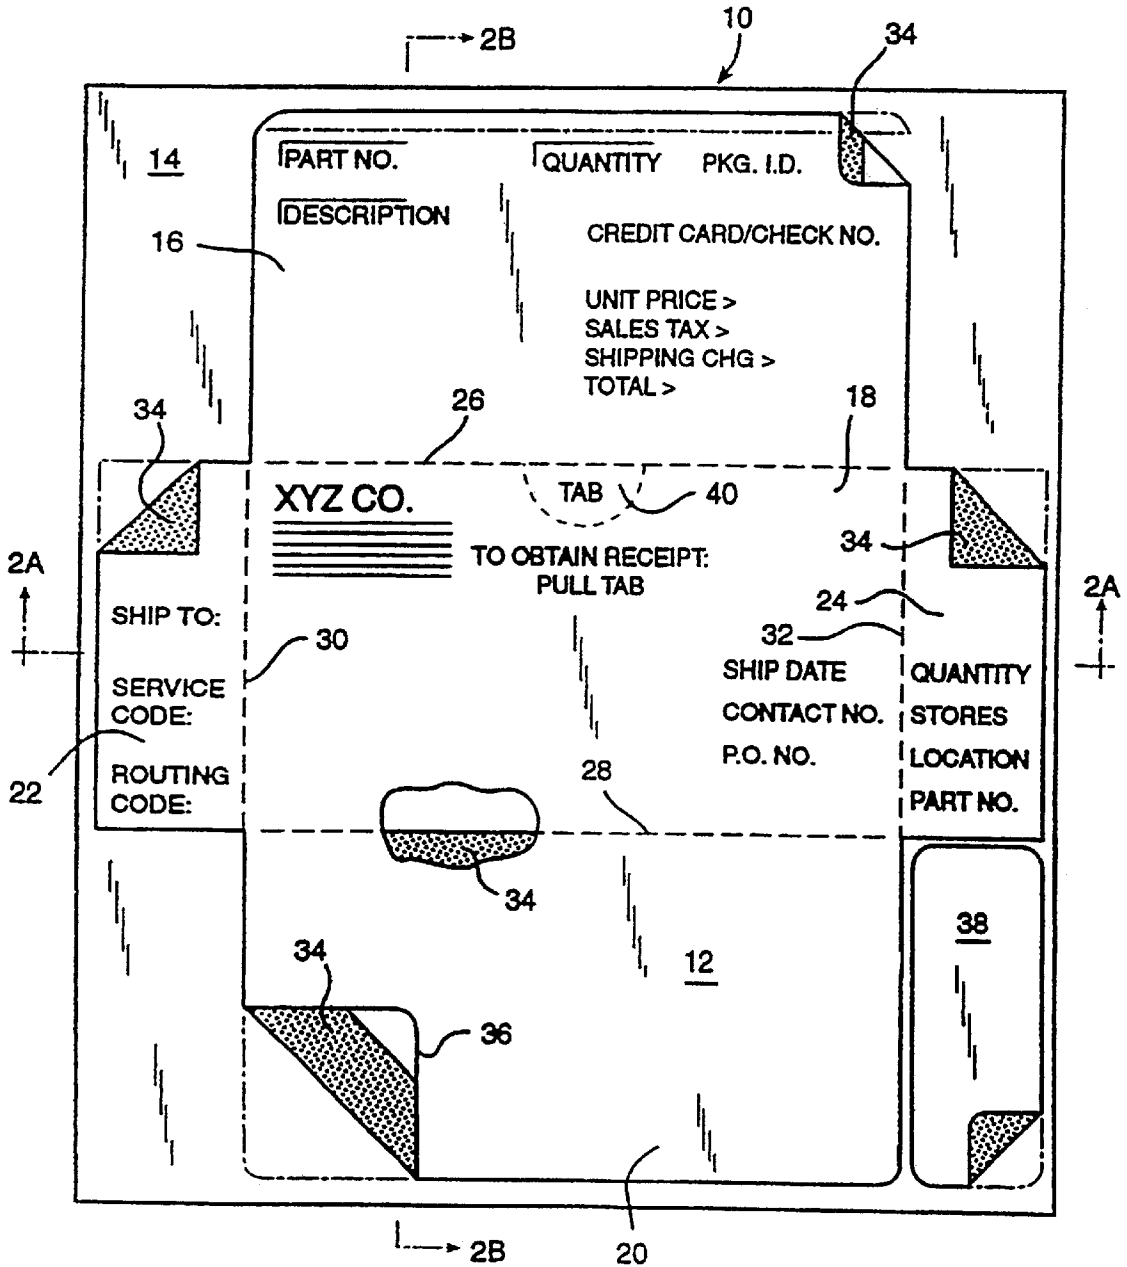 10
34
2B
14
PART NO.
QUANTITY
PKG. I.D.
DESCRIPTION
16
CREDIT CARD/CHECK NO.
UNIT PRICE >
SALES TAX >
SHIPPING CHG >
TOTAL >
34
26
18
XYZ CO.
TAB
40
TO OBTAIN RECEIPT:
PULL TAB
34
2A
2A
24
SHIP TO:
30
32
SERVICE
CODE:
SHIP DATE
QUANTITY
CONTACT NO.
STORES
P.O. NO.
LOCATION
22
ROUTING
CODE:
28
PART NO.
34
38
34
12
36
2B
20